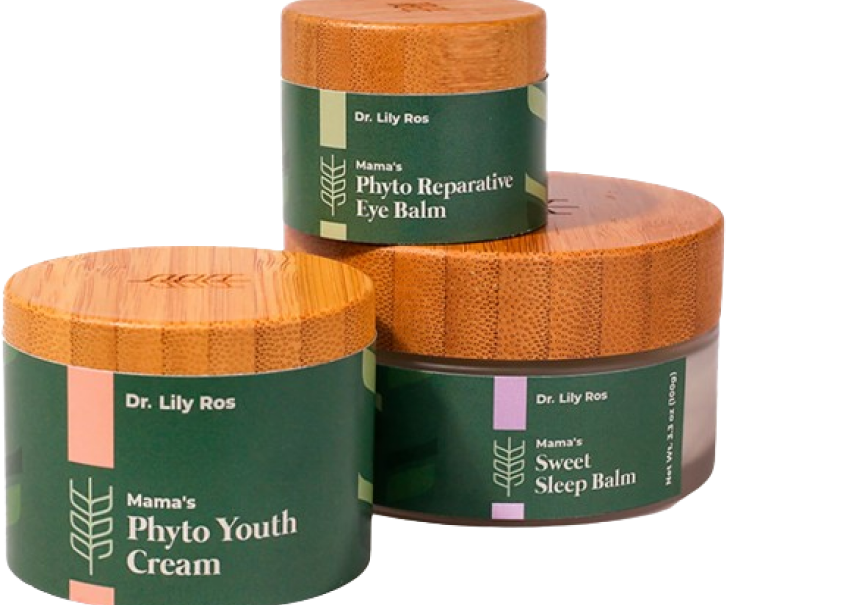 Dr. Lily Ros
Mama's
Phyto Reparative
Eye Balm
Dr. Lily Ros
Mama's
Sweet
Sleep Balm
Net Wt. 3.3 oz (100g)
Dr. Lily Ros
Mama's
Phyto Youth
Cream